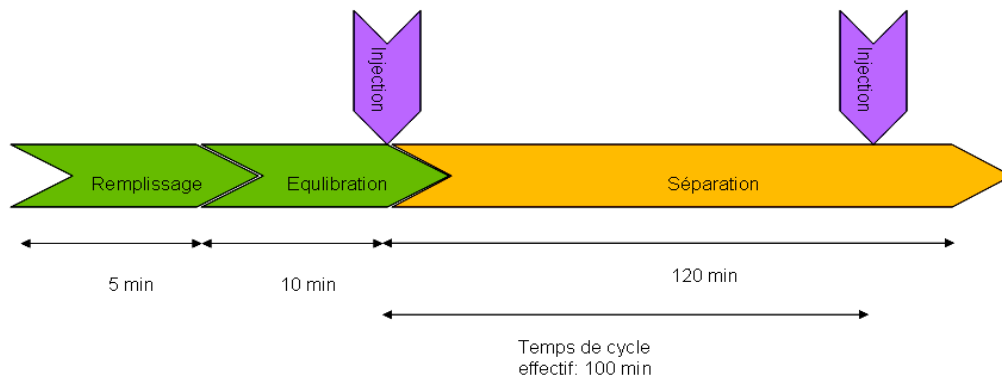 Injection
Injection
Remplissage
Equlibration
Séparation
5 min
10 min
120 min
Temps de cycle
effectif: 100 min